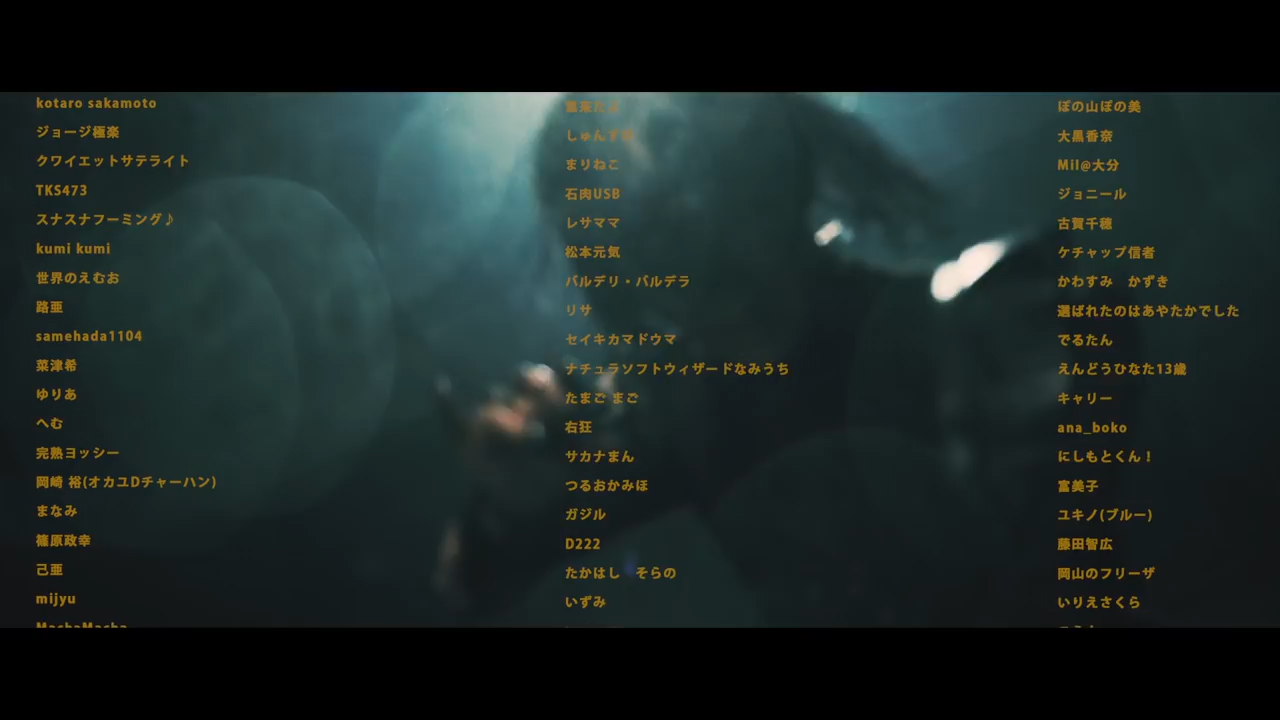 kotaro sakamoto
ジョージ極楽
クワイエットサテライト
TKS473
スナスナフーミング♪
kumi kumi
世界のえむお
路亜
samehada1104
菜津希
ゆりあ
へむ
完熟ヨッシー
岡崎 裕(オカユDチャーハン)
まなみ
篠原政幸
己亜
mijyu
MachaMacha
まりねこ
石肉USB
レサママ
松本元気
バルデリ・バルデラ
リサ
セイキカマドウマ
ナチュラソフトウィザードなみうち
たまご まご
右狂
サカナまん
つるおかみほ
ガジル
D222
たかはし　そらの
いずみ
ぽの山ぽの美
大黒香奈
Mil@大分
ジョニール
古賀千穂
ケチャップ信者
かわすみ　かずき
選ばれたのはあやたかでした
でるたん
えんどうひなた13歳
キャリー
ana_boko
にしもとくん！
富美子
ユキノ(ブルー)
藤田智広
岡山のフリーザ
いりえさくら